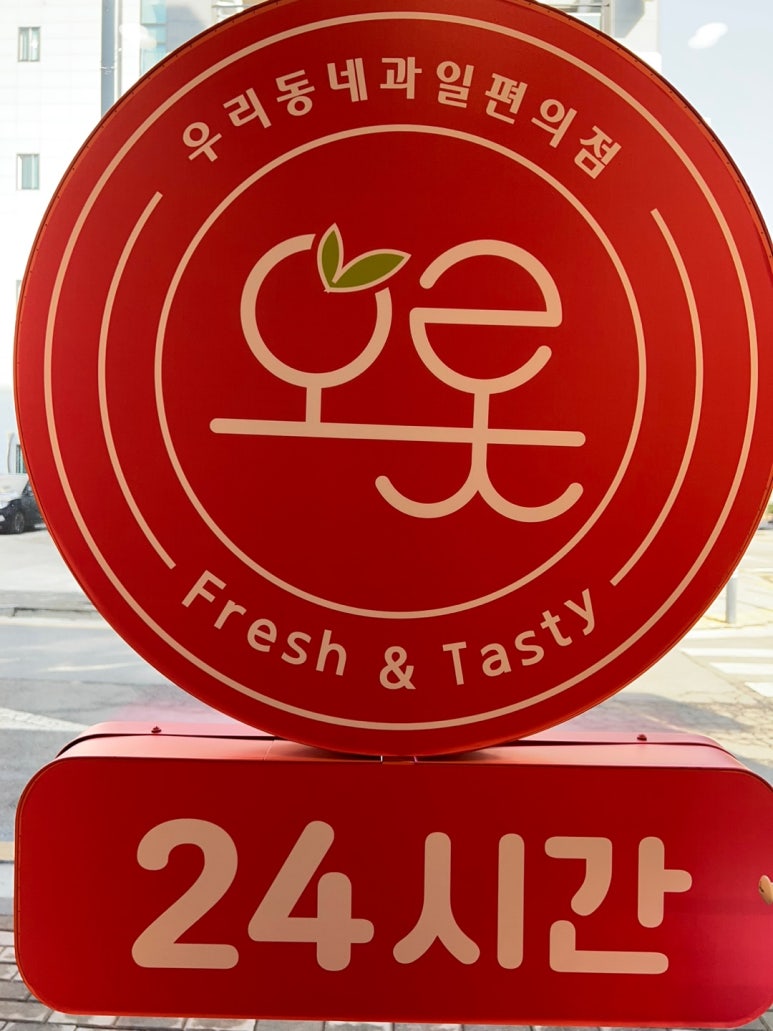 우리동네과일편의점
오롯
Fresh & Tasty
24시간